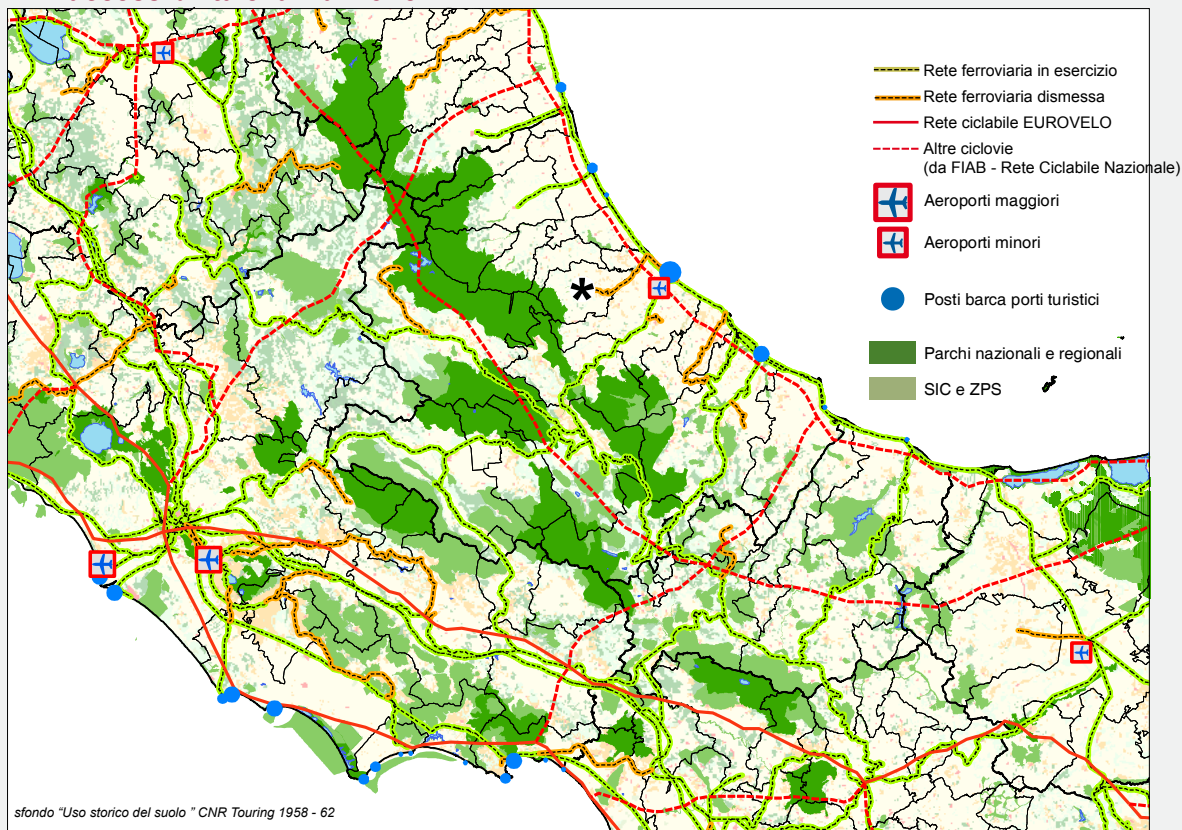 Rete ferroviaria in esercizio
Rete ferroviaria dismessa
Rete ciclabile EUROVELO
Altre ciclovie
(da FIAB - Rete Ciclabile Nazionale)
Aeroporti maggiori
Aeroporti minori
Posti barca porti turistici
Parchi nazionali e regionali
SIC e ZPS
*
sfondo "Uso storico del suolo " CNR Touring 1958 - 62